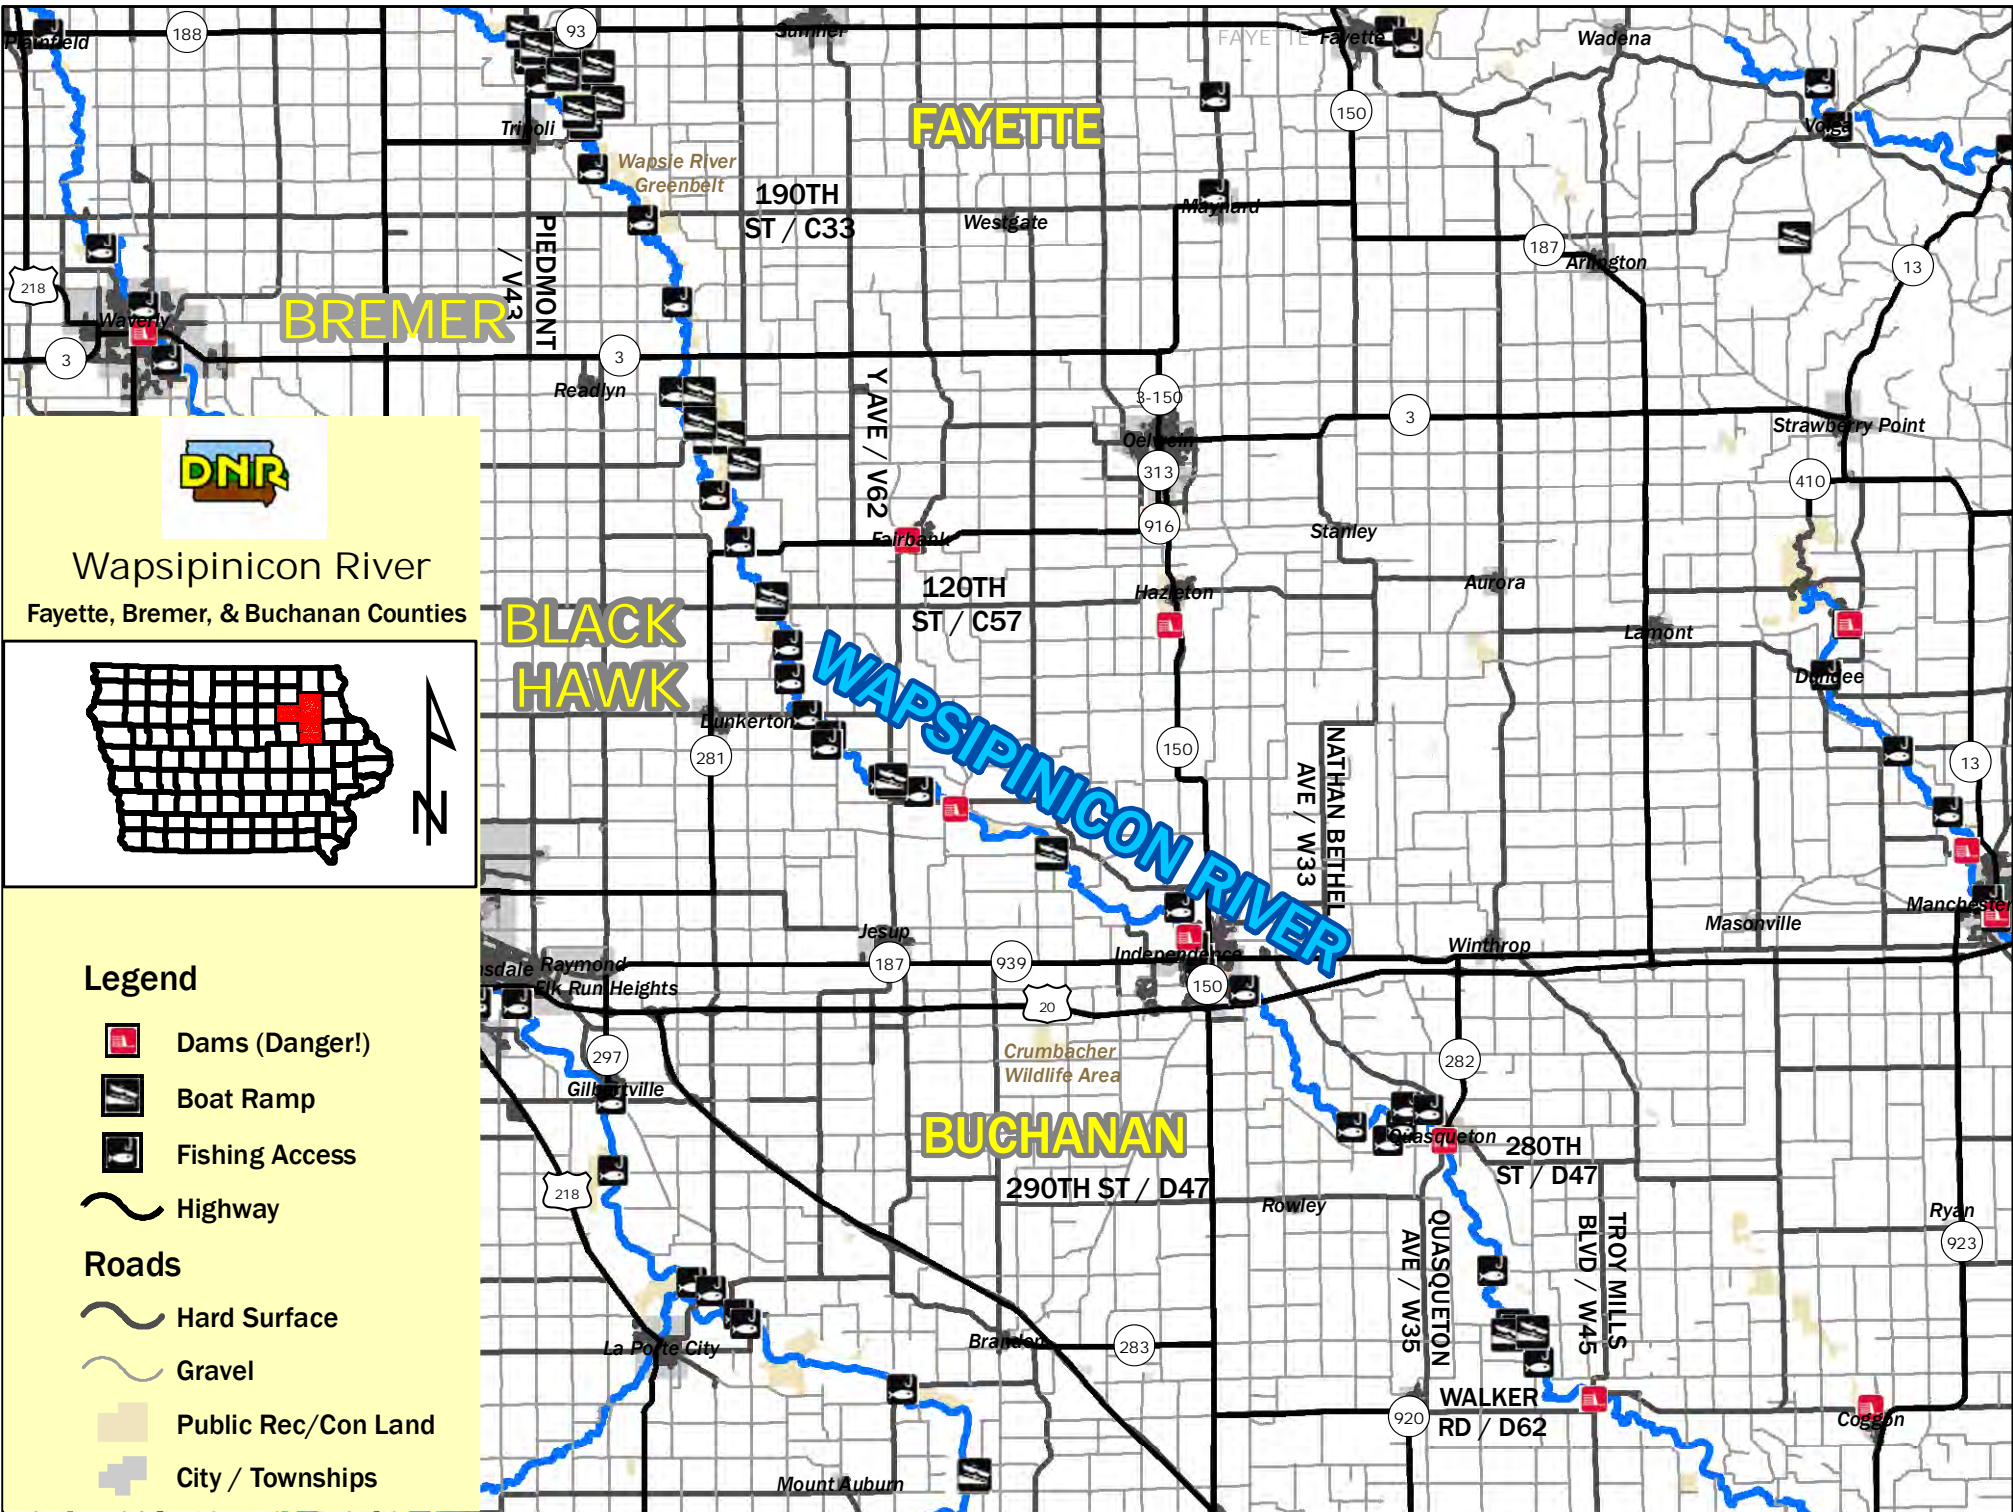 Plainfield
188
93
Sumner
FAYETTE
Fayette
Wadena
150
Tripoli
FAYETTE
Volga
Wapsie River
Greenbelt
190TH
ST / C33
Westgate
Maynard
187
Arlington
13
218
PIEDMONT
/ V43
BREMER
Waverly
3
3
Readlyn
Y AVE / V62
3-150
3
Oelwein
Strawberry Point
DNR
313
410
Wapsipinicon River
916
Stanley
Fairbank
Fayette, Bremer, & Buchanan Counties
120TH
ST / C57
Hazleton
Aurora
BLACK
HAWK
Lamont
WAPSIPINICON RIVER
Dundee
Dunkerton
281
150
13
NATHAN BETHEL
AVE / W33
N
Manchester
Masonville
Jesup
Independence
Winthrop
187
939
nsdale
Raymond
Elk Run Heights
20
150
Legend
Dams (Danger!)
Boat Ramp
Fishing Access
Highway
Roads
Hard Surface
Gravel
Public Rec/Con Land
City / Townships
297
Gilbertville
Crumbacher
Wildlife Area
282
BUCHANAN
Quasqueton
280TH
ST / D47
290TH ST / D47
218
Rowley
Ryan
923
QUASQUETON
AVE / W35
TROY MILLS
BLVD / W45
La Porte City
Brandon
283
WALKER
RD / D62
920
Coggon
Mount Auburn